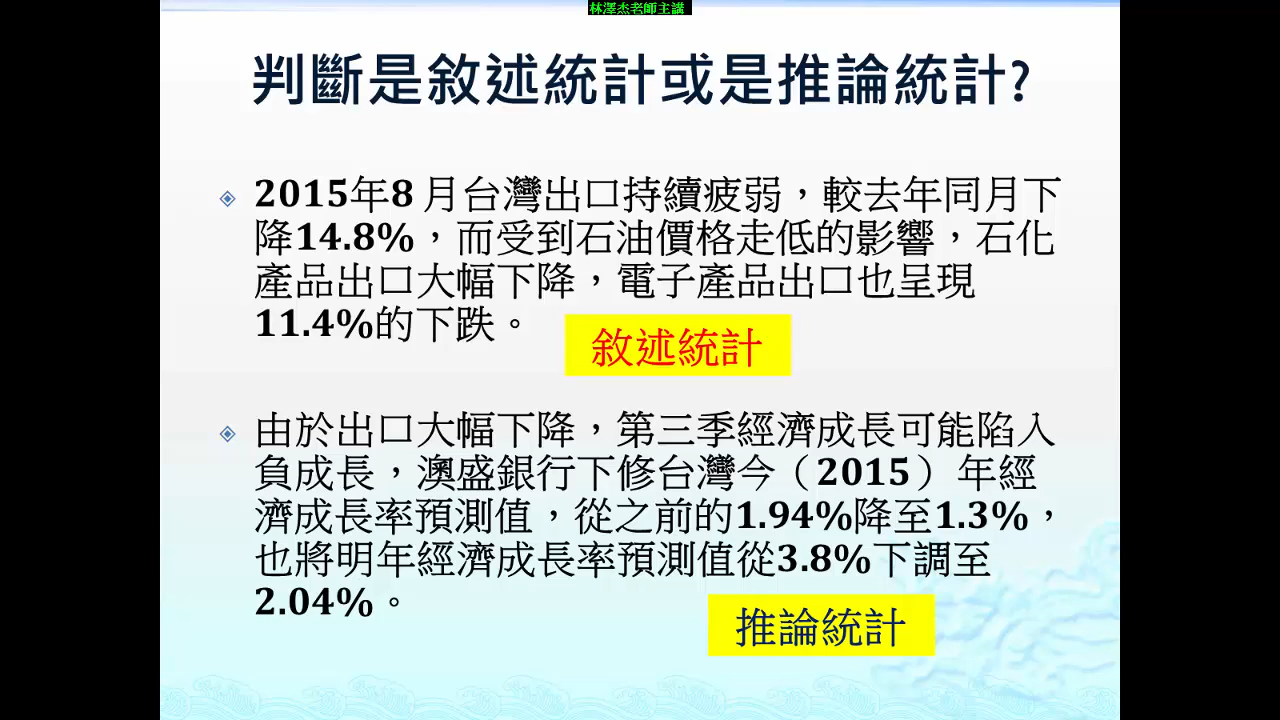 林澤杰老師主講
判斷是敘述統計或是推論統計?
2015年8 月台灣出口持續疲弱，較去年同月下
降14.8%，而受到石油價格走低的影響，石化
產品出口大幅下降，電子產品出口也呈現
11.4%的下跌。
敘述統計
由於出口大幅下降，第三季經濟成長可能陷入
負成長，澳盛銀行下修台灣今（2015） 年經
濟成長率預測值，從之前的1.94%降至1.3%，
也將明年經濟成長率預測值從3.8%下調至
2.04%。
推論統計